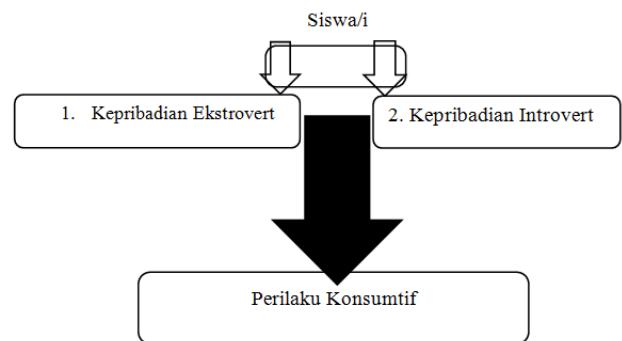 Siswa/i
1. Kepribadian Ekstrovert
2. Kepribadian Introvert
Perilaku Konsumtif